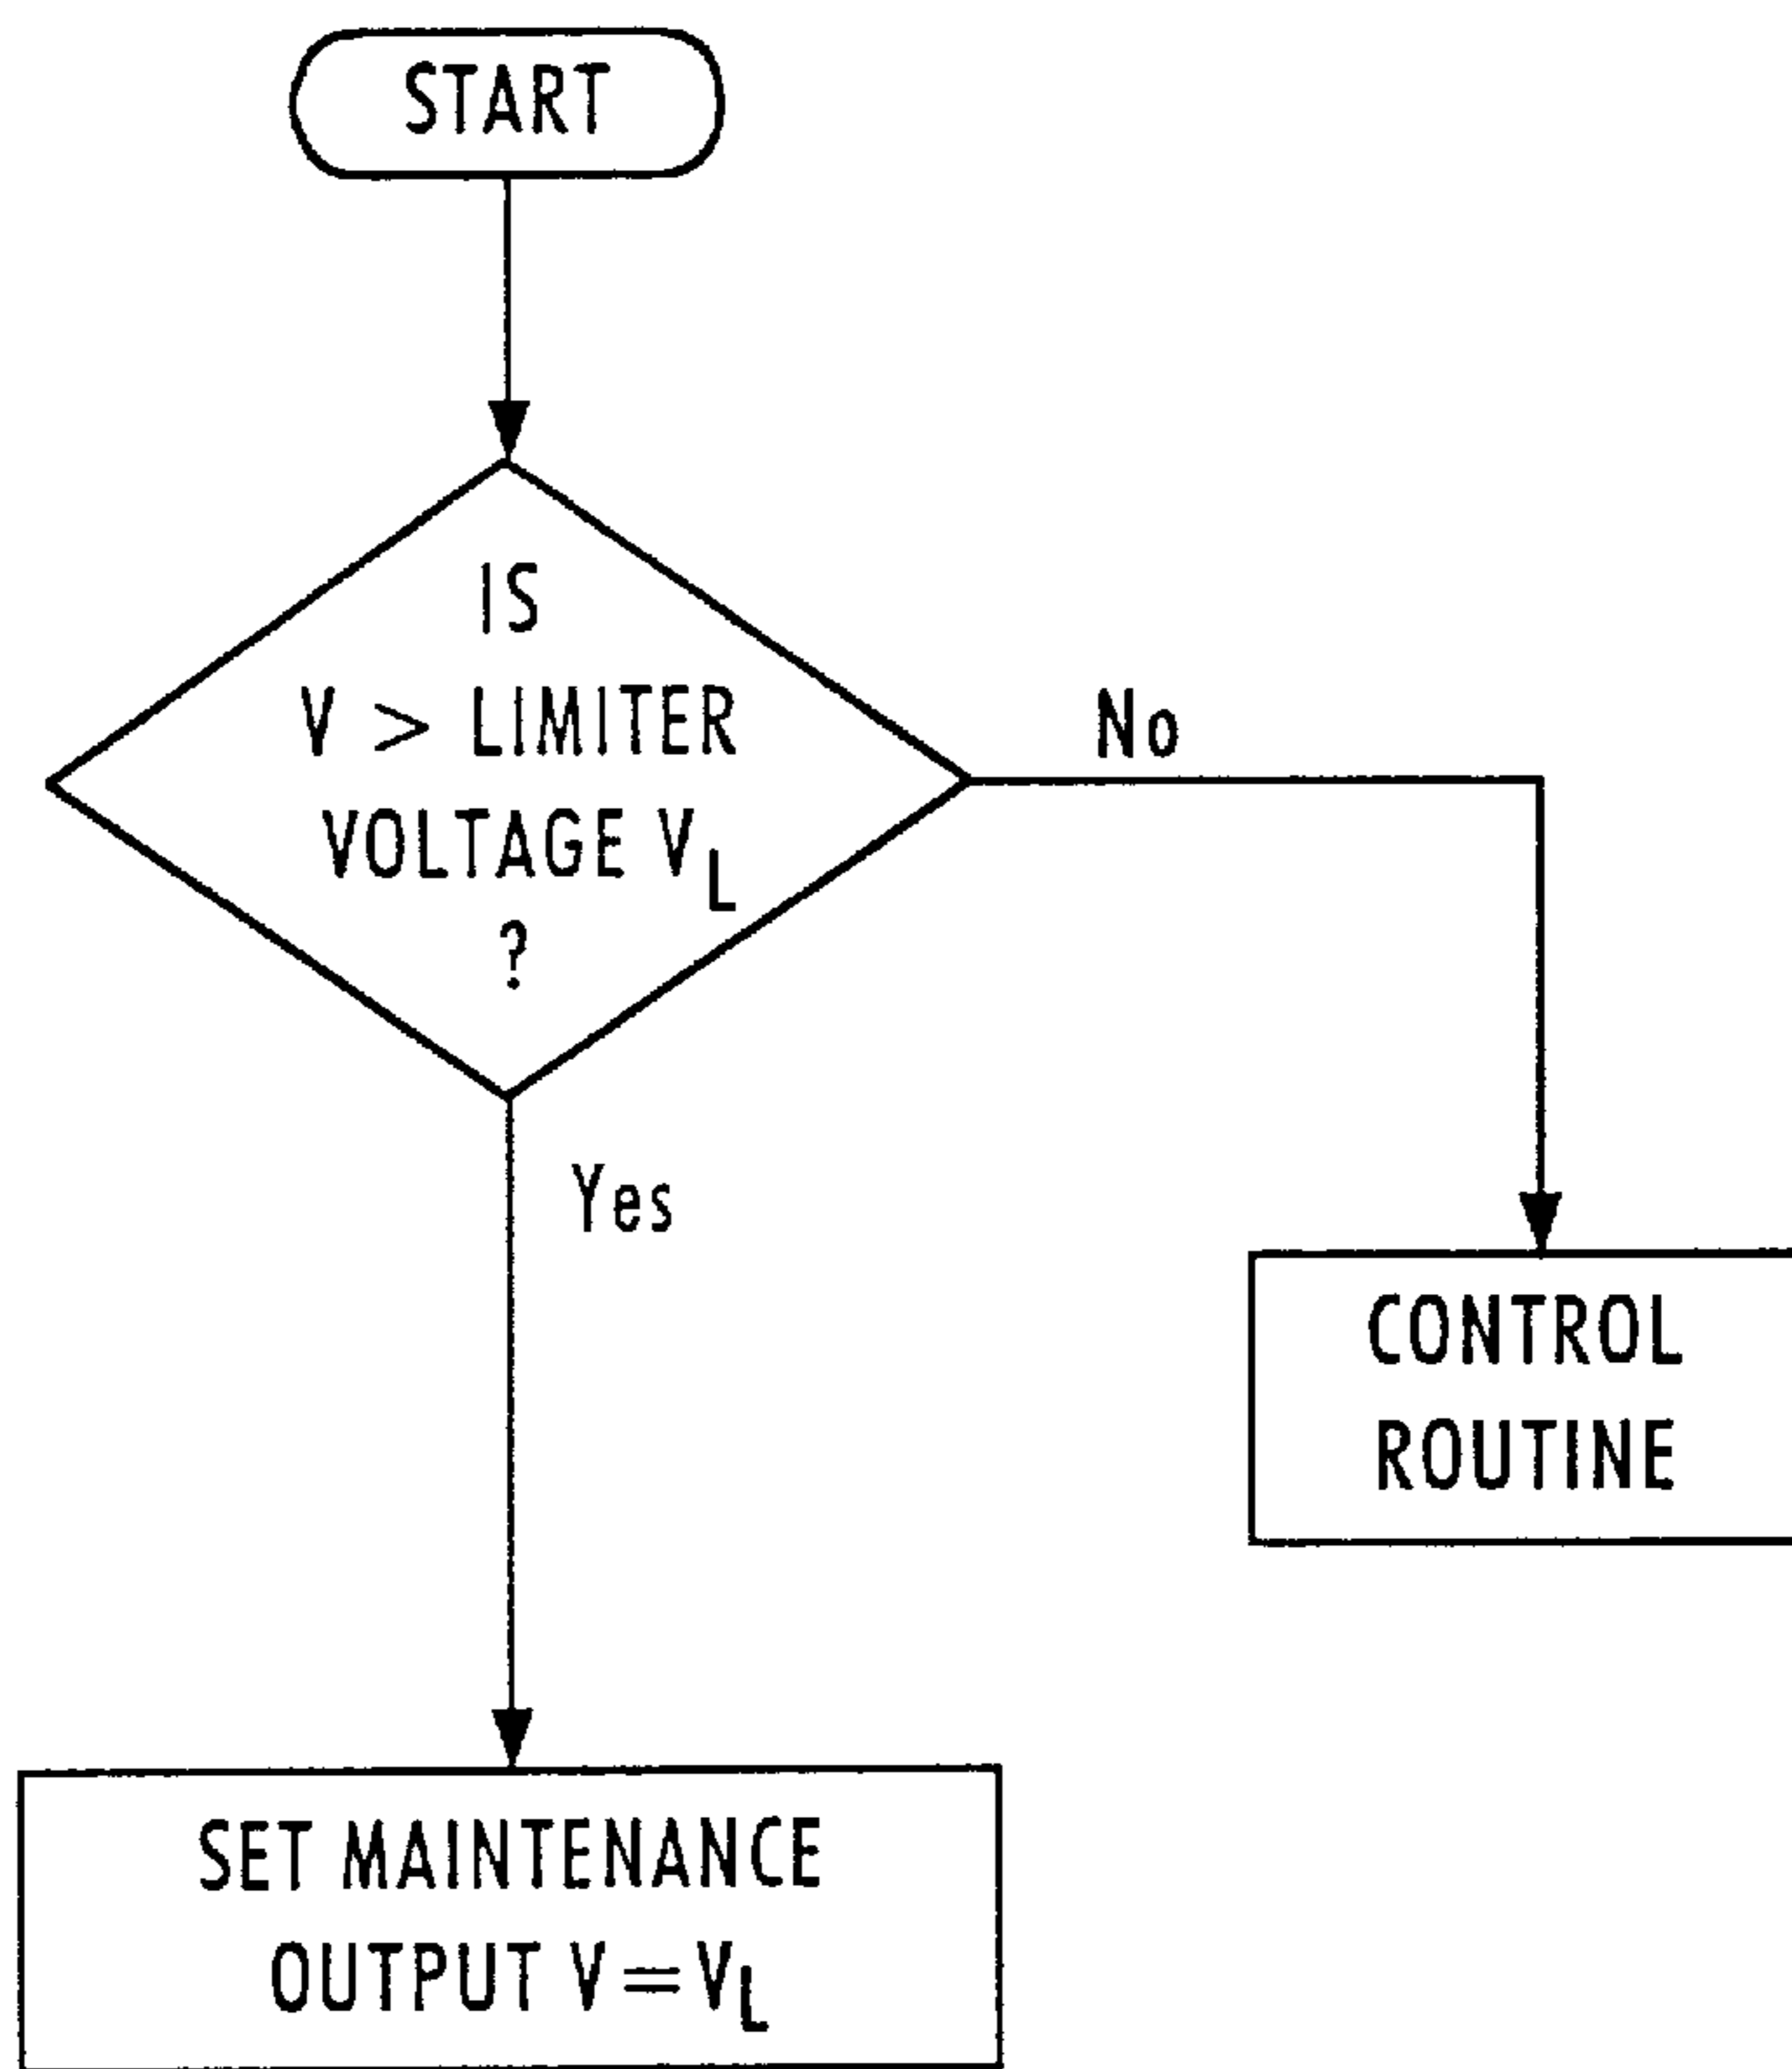 START
IS
V > LIMITER
VOLTAGE V_L
?
No
Yes
CONTROL
ROUTINE
SET MAINTENANCE
OUTPUT V=V_L